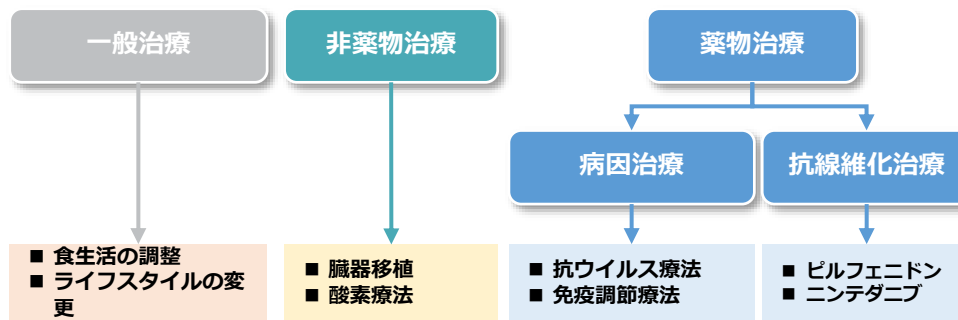 一般治療
非薬物治療
薬物治療
病因治療
抗線維化治療
■ 食生活の調整
■ ライフスタイルの変
更
■ 臓器移植
■ 酸素療法
■ 抗ウイルス療法
■ 免疫調節療法
■ ピルフェニドン
■ ニンテダニブ